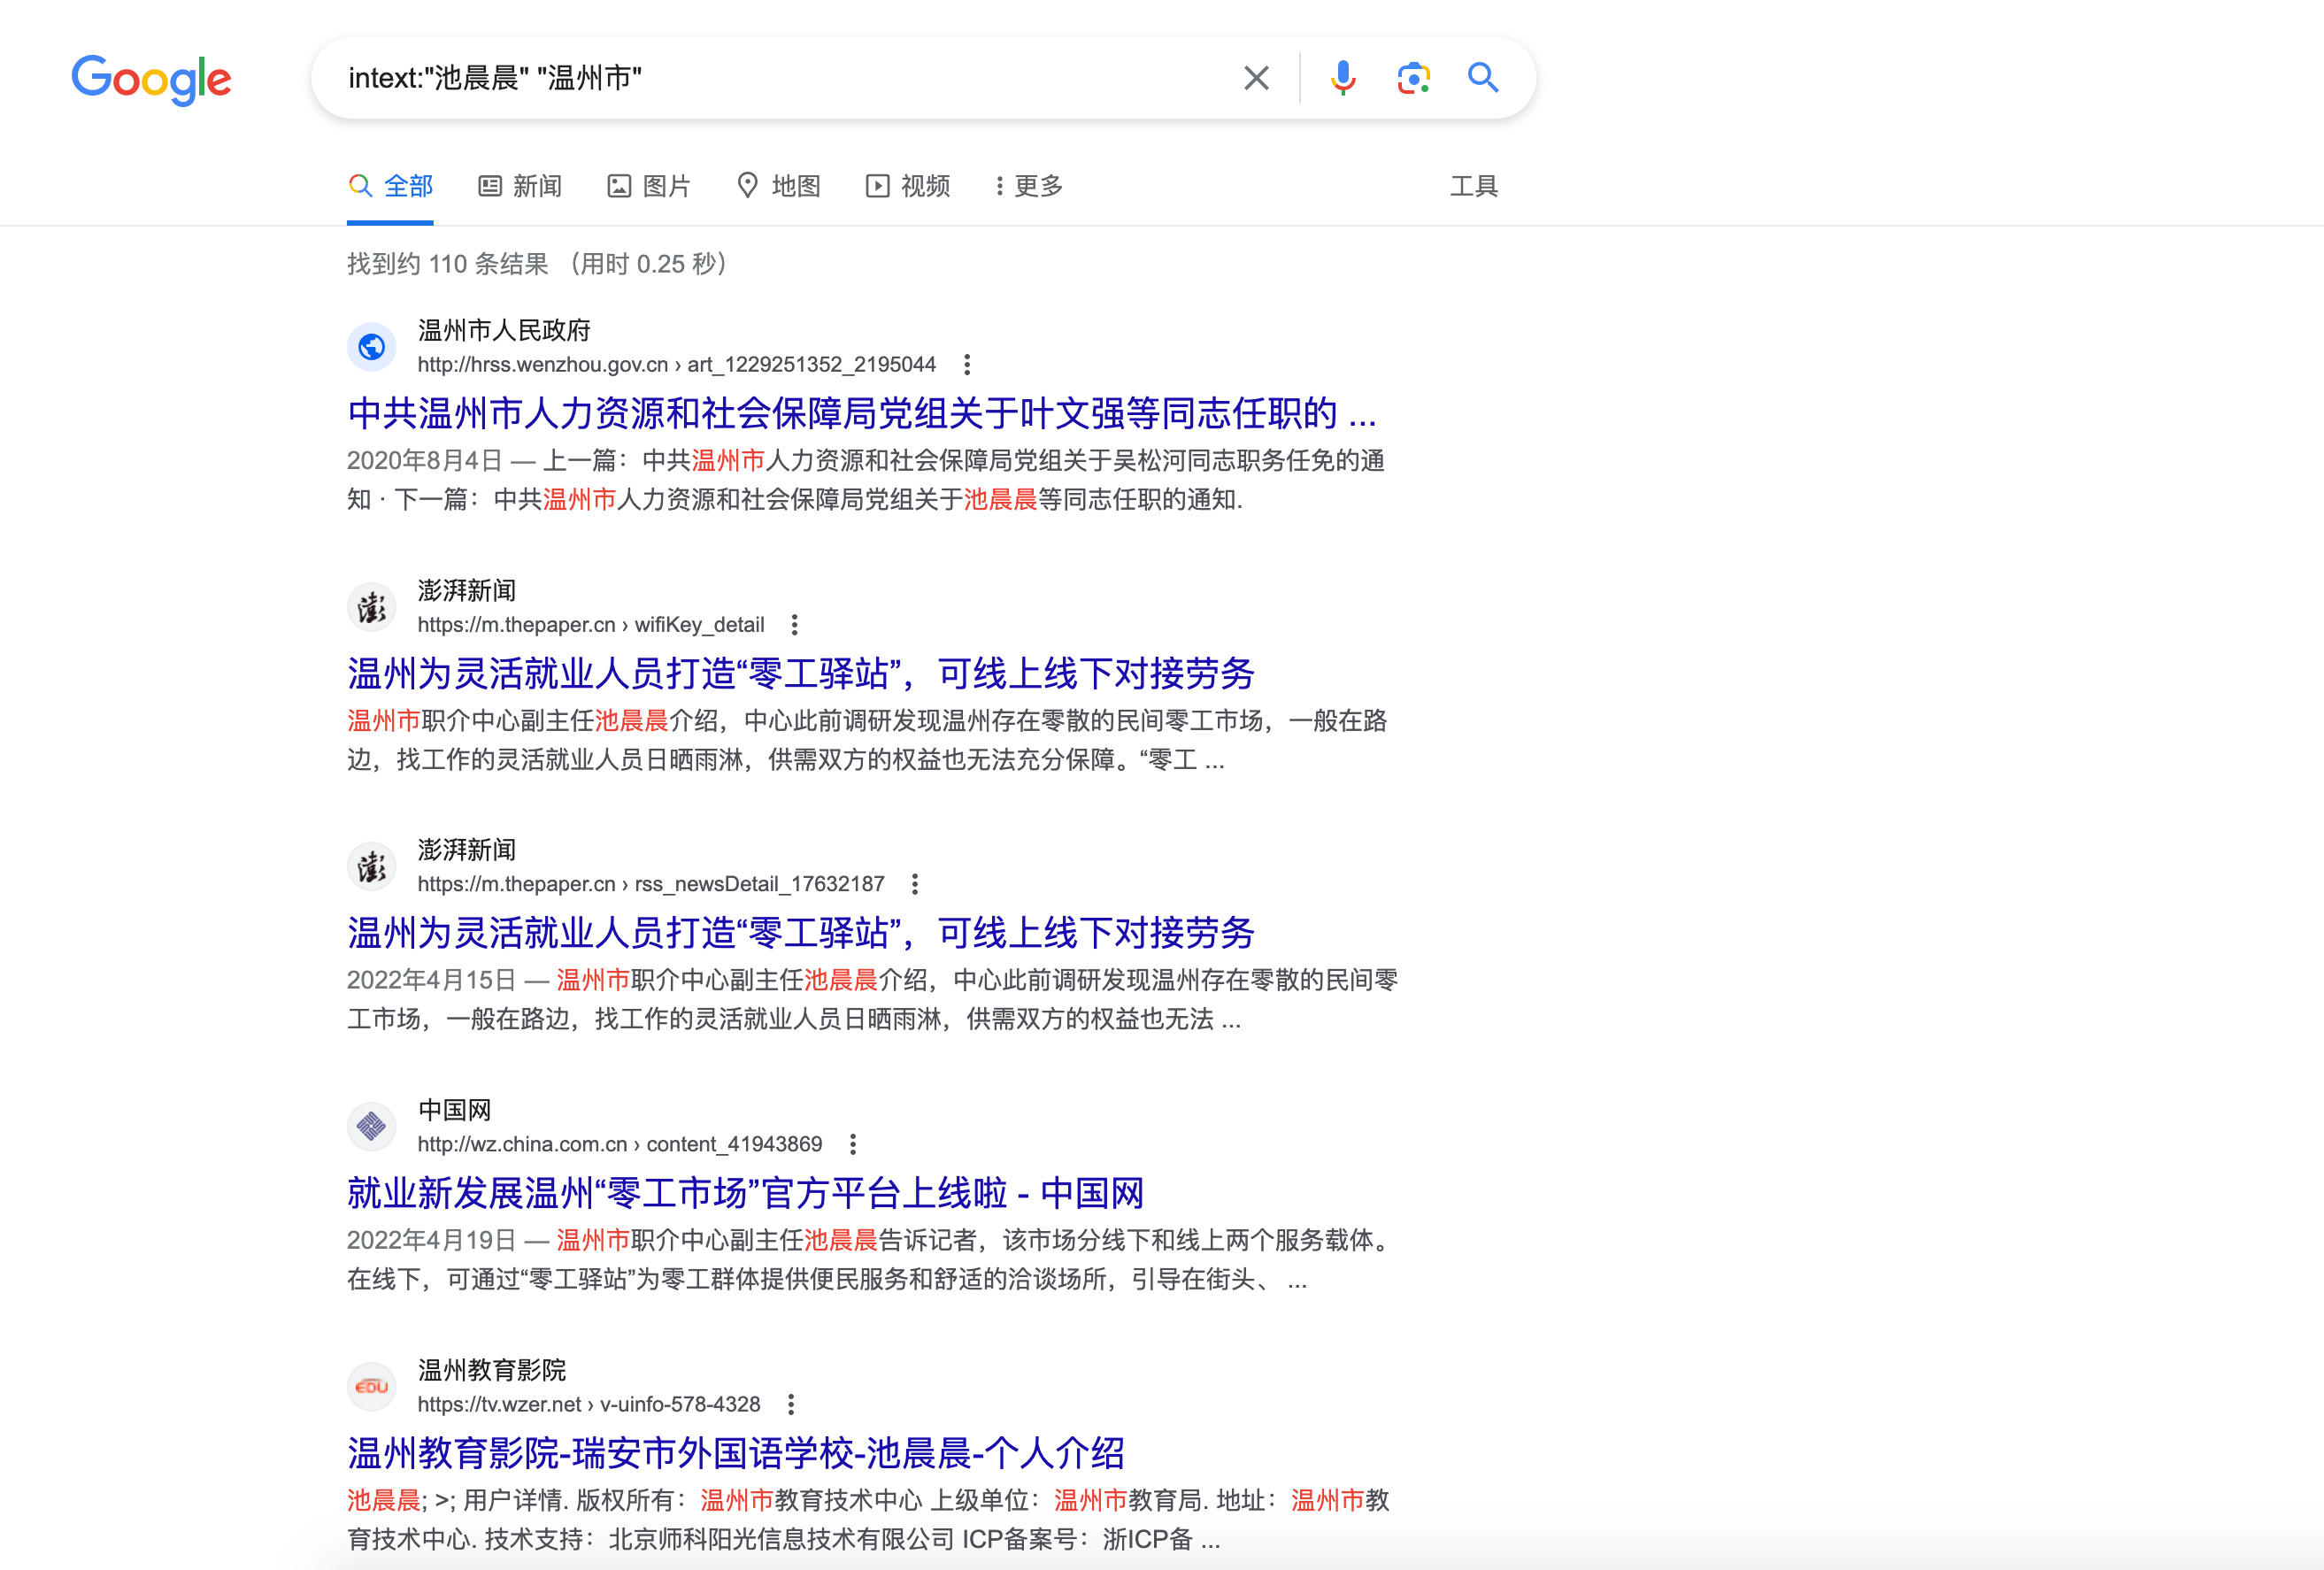 Google
intext:"池晨晨" "温州市"
全部 新闻 图片 地图 视频 更多 工具
找到约 110 条结果 （用时 0.25 秒）
温州市人民政府
http://hrss.wenzhou.gov.cn › art_1229251352_2195044
中共温州市人力资源和社会保障局党组关于叶文强等同志任职的 ...
2020年8月4日 — 上一篇：中共温州市人力资源和社会保障局党组关于吴松河同志职务任免的通
知 · 下一篇：中共温州市人力资源和社会保障局党组关于池晨晨等同志任职的通知.
澎
澎湃新闻
https://m.thepaper.cn › wifiKey_detail
温州为灵活就业人员打造“零工驿站”，可线上线下对接劳务
温州市职介中心副主任池晨晨介绍，中心此前调研发现温州存在零散的民间零工市场，一般在路
边，找工作的灵活就业人员日晒雨淋，供需双方的权益也无法充分保障。“零工 ...
澎
澎湃新闻
https://m.thepaper.cn › rss_newsDetail_17632187
温州为灵活就业人员打造“零工驿站”，可线上线下对接劳务
2022年4月15日 — 温州市职介中心副主任池晨晨介绍，中心此前调研发现温州存在零散的民间零
工市场，一般在路边，找工作的灵活就业人员日晒雨淋，供需双方的权益也无法 ...
中国网
http://wz.china.com.cn › content_41943869
就业新发展温州“零工市场”官方平台上线啦 - 中国网
2022年4月19日 — 温州市职介中心副主任池晨晨告诉记者，该市场分线下和线上两个服务载体。
在线下，可通过“零工驿站”为零工群体提供便民服务和舒适的洽谈场所，引导在街头、 ...
EDU
温州教育影院
https://tv.wzer.net › v-uinfo-578-4328
温州教育影院-瑞安市外国语学校-池晨晨-个人介绍
池晨晨; >; 用户详情. 版权所有：温州市教育技术中心 上级单位：温州市教育局. 地址：温州市教
育技术中心. 技术支持：北京师科阳光信息技术有限公司 ICP备案号：浙ICP备 ...